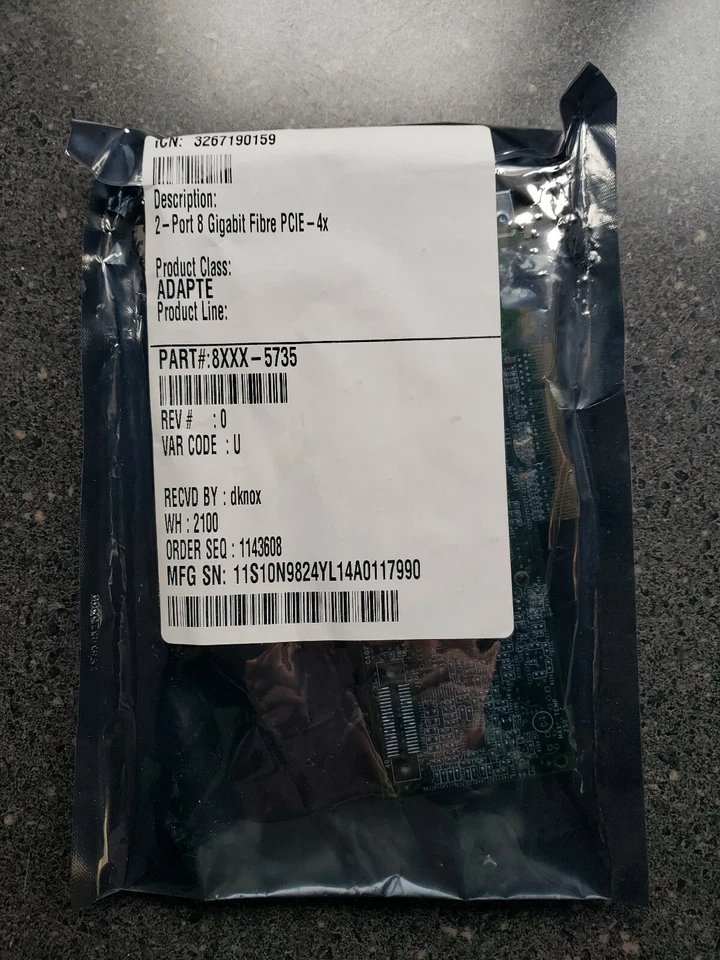 ICN: 3267190159
Description:
2-Port 8 Gigabit Fibre PCIE-4x
Product Class:
ADAPTE
Product Line:
PART#:8XXX-5735
REV # : 0
VAR CODE : U
RECVD BY : dknox
WH : 2100
ORDER SEQ : 1143608
MFG SN: 11S10N9824YL14A0117990